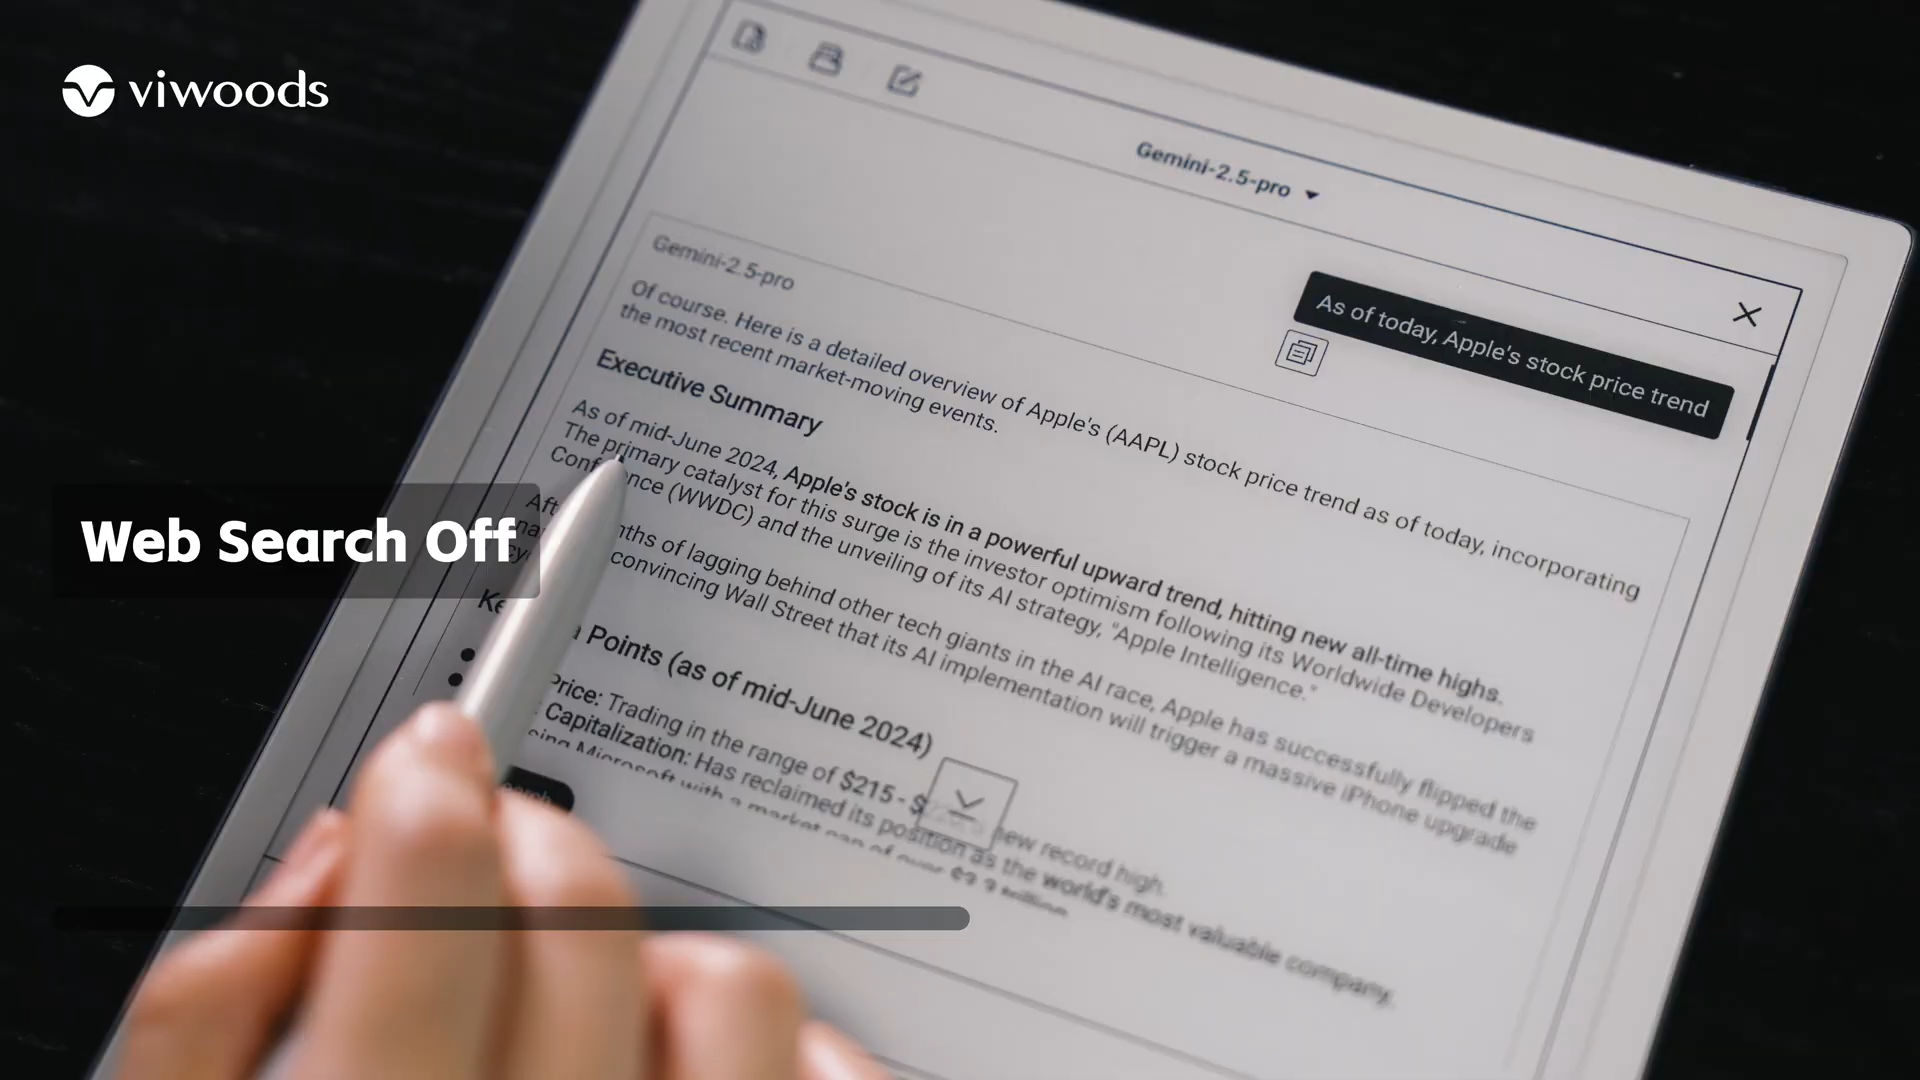 viwoods
Gemini-2.5-pro
As of today, Apple's stock price trend
Gemini-2.5-pro
Of course. Here is a detailed overview of Apple's (AAPL) stock price trend as of today, incorporating
the most recent market-moving events.
Executive Summary
As of mid-June 2024, Apple's stock is in a powerful upward trend, hitting new all-time highs.
The primary catalyst for this surge is the investor optimism following its Worldwide Developers
(WWDC) and the unveiling of its AI strategy, "Apple Intelligence."
of lagging behind other tech giants in the AI race, Apple has successfully flipped the
convincing Wall Street that its AI implementation will trigger a massive iPhone upgrade
Web Search Off
Points (as of mid-June 2024)
Price: Trading in the range of $215 - new record high.
Capitalization: Has reclaimed its position as the world's most valuable company,
Microsoft with a market cap of over